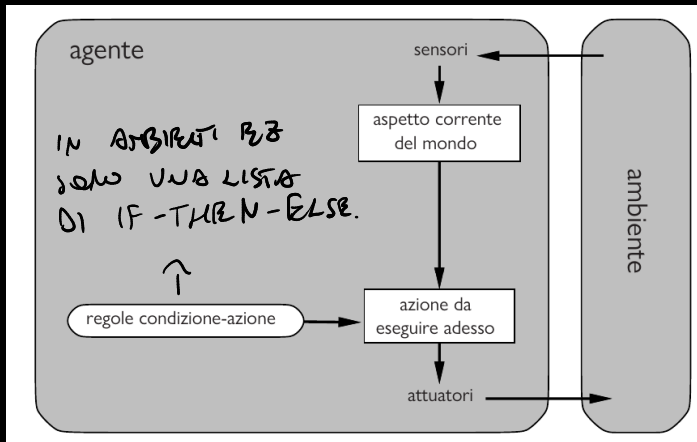 agente
sensori
aspetto corrente
del mondo
IN AMBIENTI
SONO UNA LISTA
DI IF-THEN-ELSE.
regole condizione-azione
azione da
eseguire adesso
attuatori
ambiente